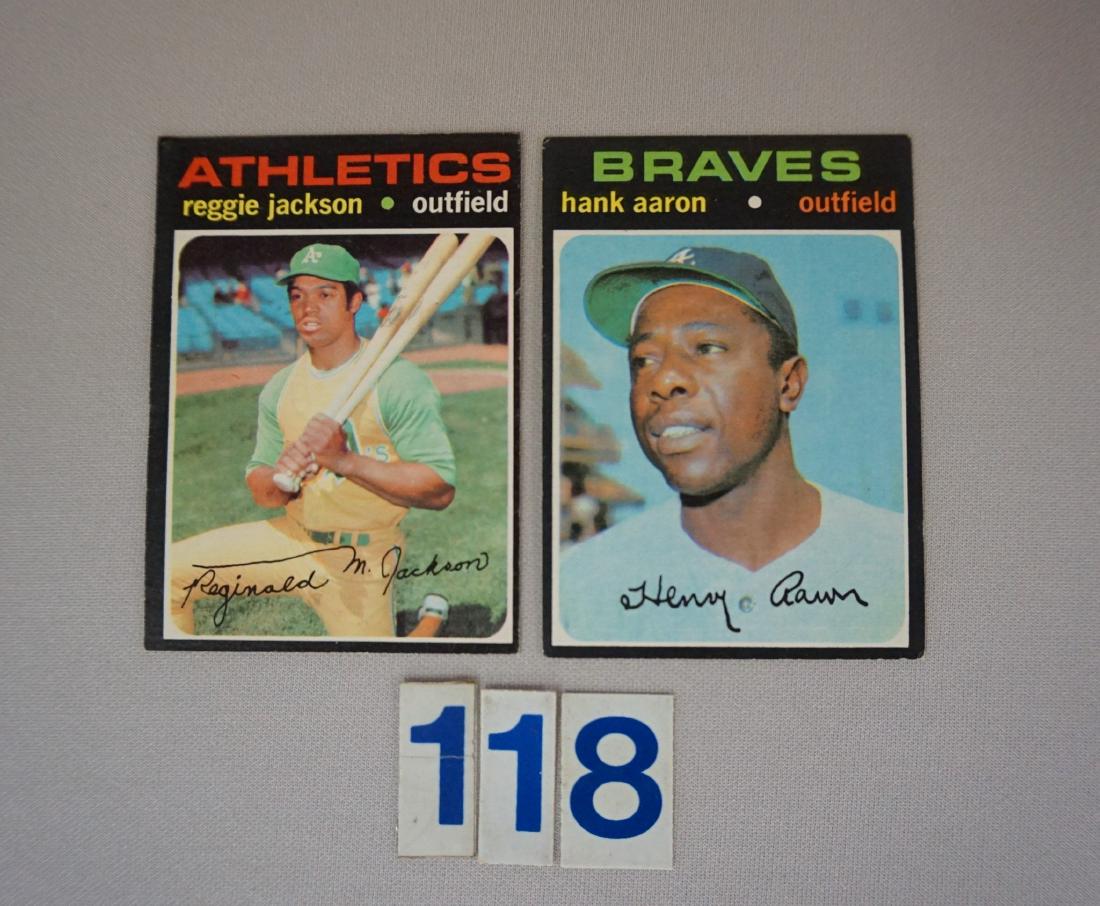 ATHLETICS
reggie jackson • outfield
A's
Reginald M. Jackson
BRAVES
hank aaron • outfield
a
Henry Aaron
118